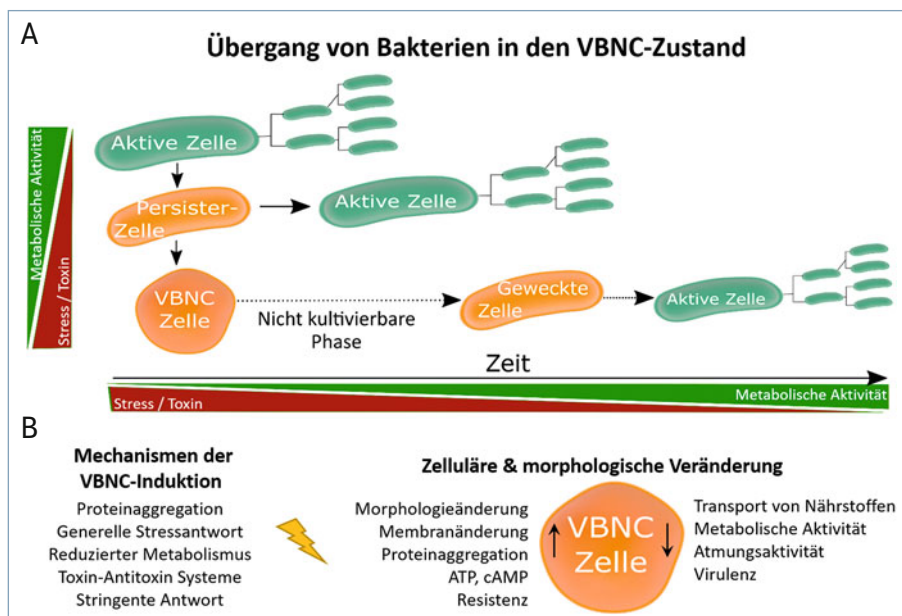 A
Übergang von Bakterien in den VBNC-Zustand
Metabolische Aktivität
Stress / Toxin
Aktive Zelle
Persister-
Zelle
Aktive Zelle
VBNC
Zelle
Nicht kultivierbare
Phase
Geweckte
Zelle
Aktive Zelle
Zeit
Stress / Toxin
Metabolische Aktivität
B
Mechanismen der
VBNC-Induktion
Proteinaggregation
Generelle Stressantwort
Reduzierter Metabolismus
Toxin-Antitoxin Systeme
Stringente Antwort
Zelluläre & morphologische Veränderung
Morphologieänderung
Membranänderung
Proteinaggregation
ATP, cAMP
Resistenz
VBNC
Zelle
Transport von Nährstoffen
Metabolische Aktivität
Atmungsaktivität
Virulenz